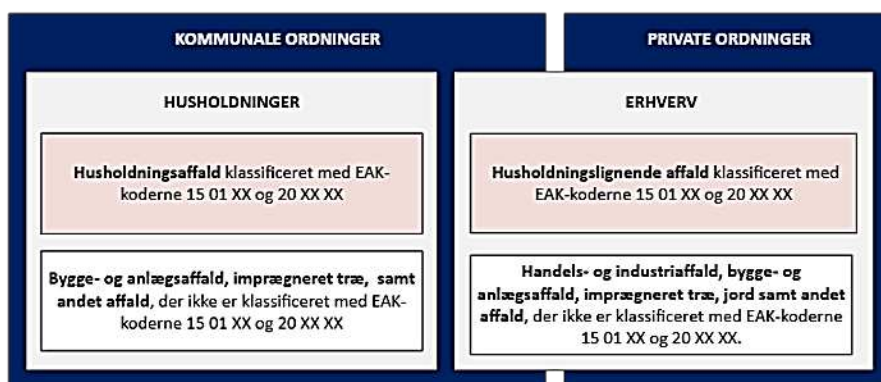 KOMMUNALE ORDNINGER
PRIVATE ORDNINGER
HUSHOLDNINGER
Husholdningsaffald klassificeret med EAK-
koderne 15 01 XX og 20 XX XX
Bygge- og anlægsaffald, imprægneret træ, samt
andet affald, der ikke er klassificeret med EAK-
koderne 15 01 XX og 20 XX XX
ERHVERV
Husholdningslignende affald klassificeret med
EAK-koderne 15 01 XX og 20 XX XX
Handels- og industriaffald, bygge- og
anlægsaffald, imprægneret træ, jord samt andet
affald, der ikke er klassificeret med EAK-koderne
15 01 XX og 20 XX XX.